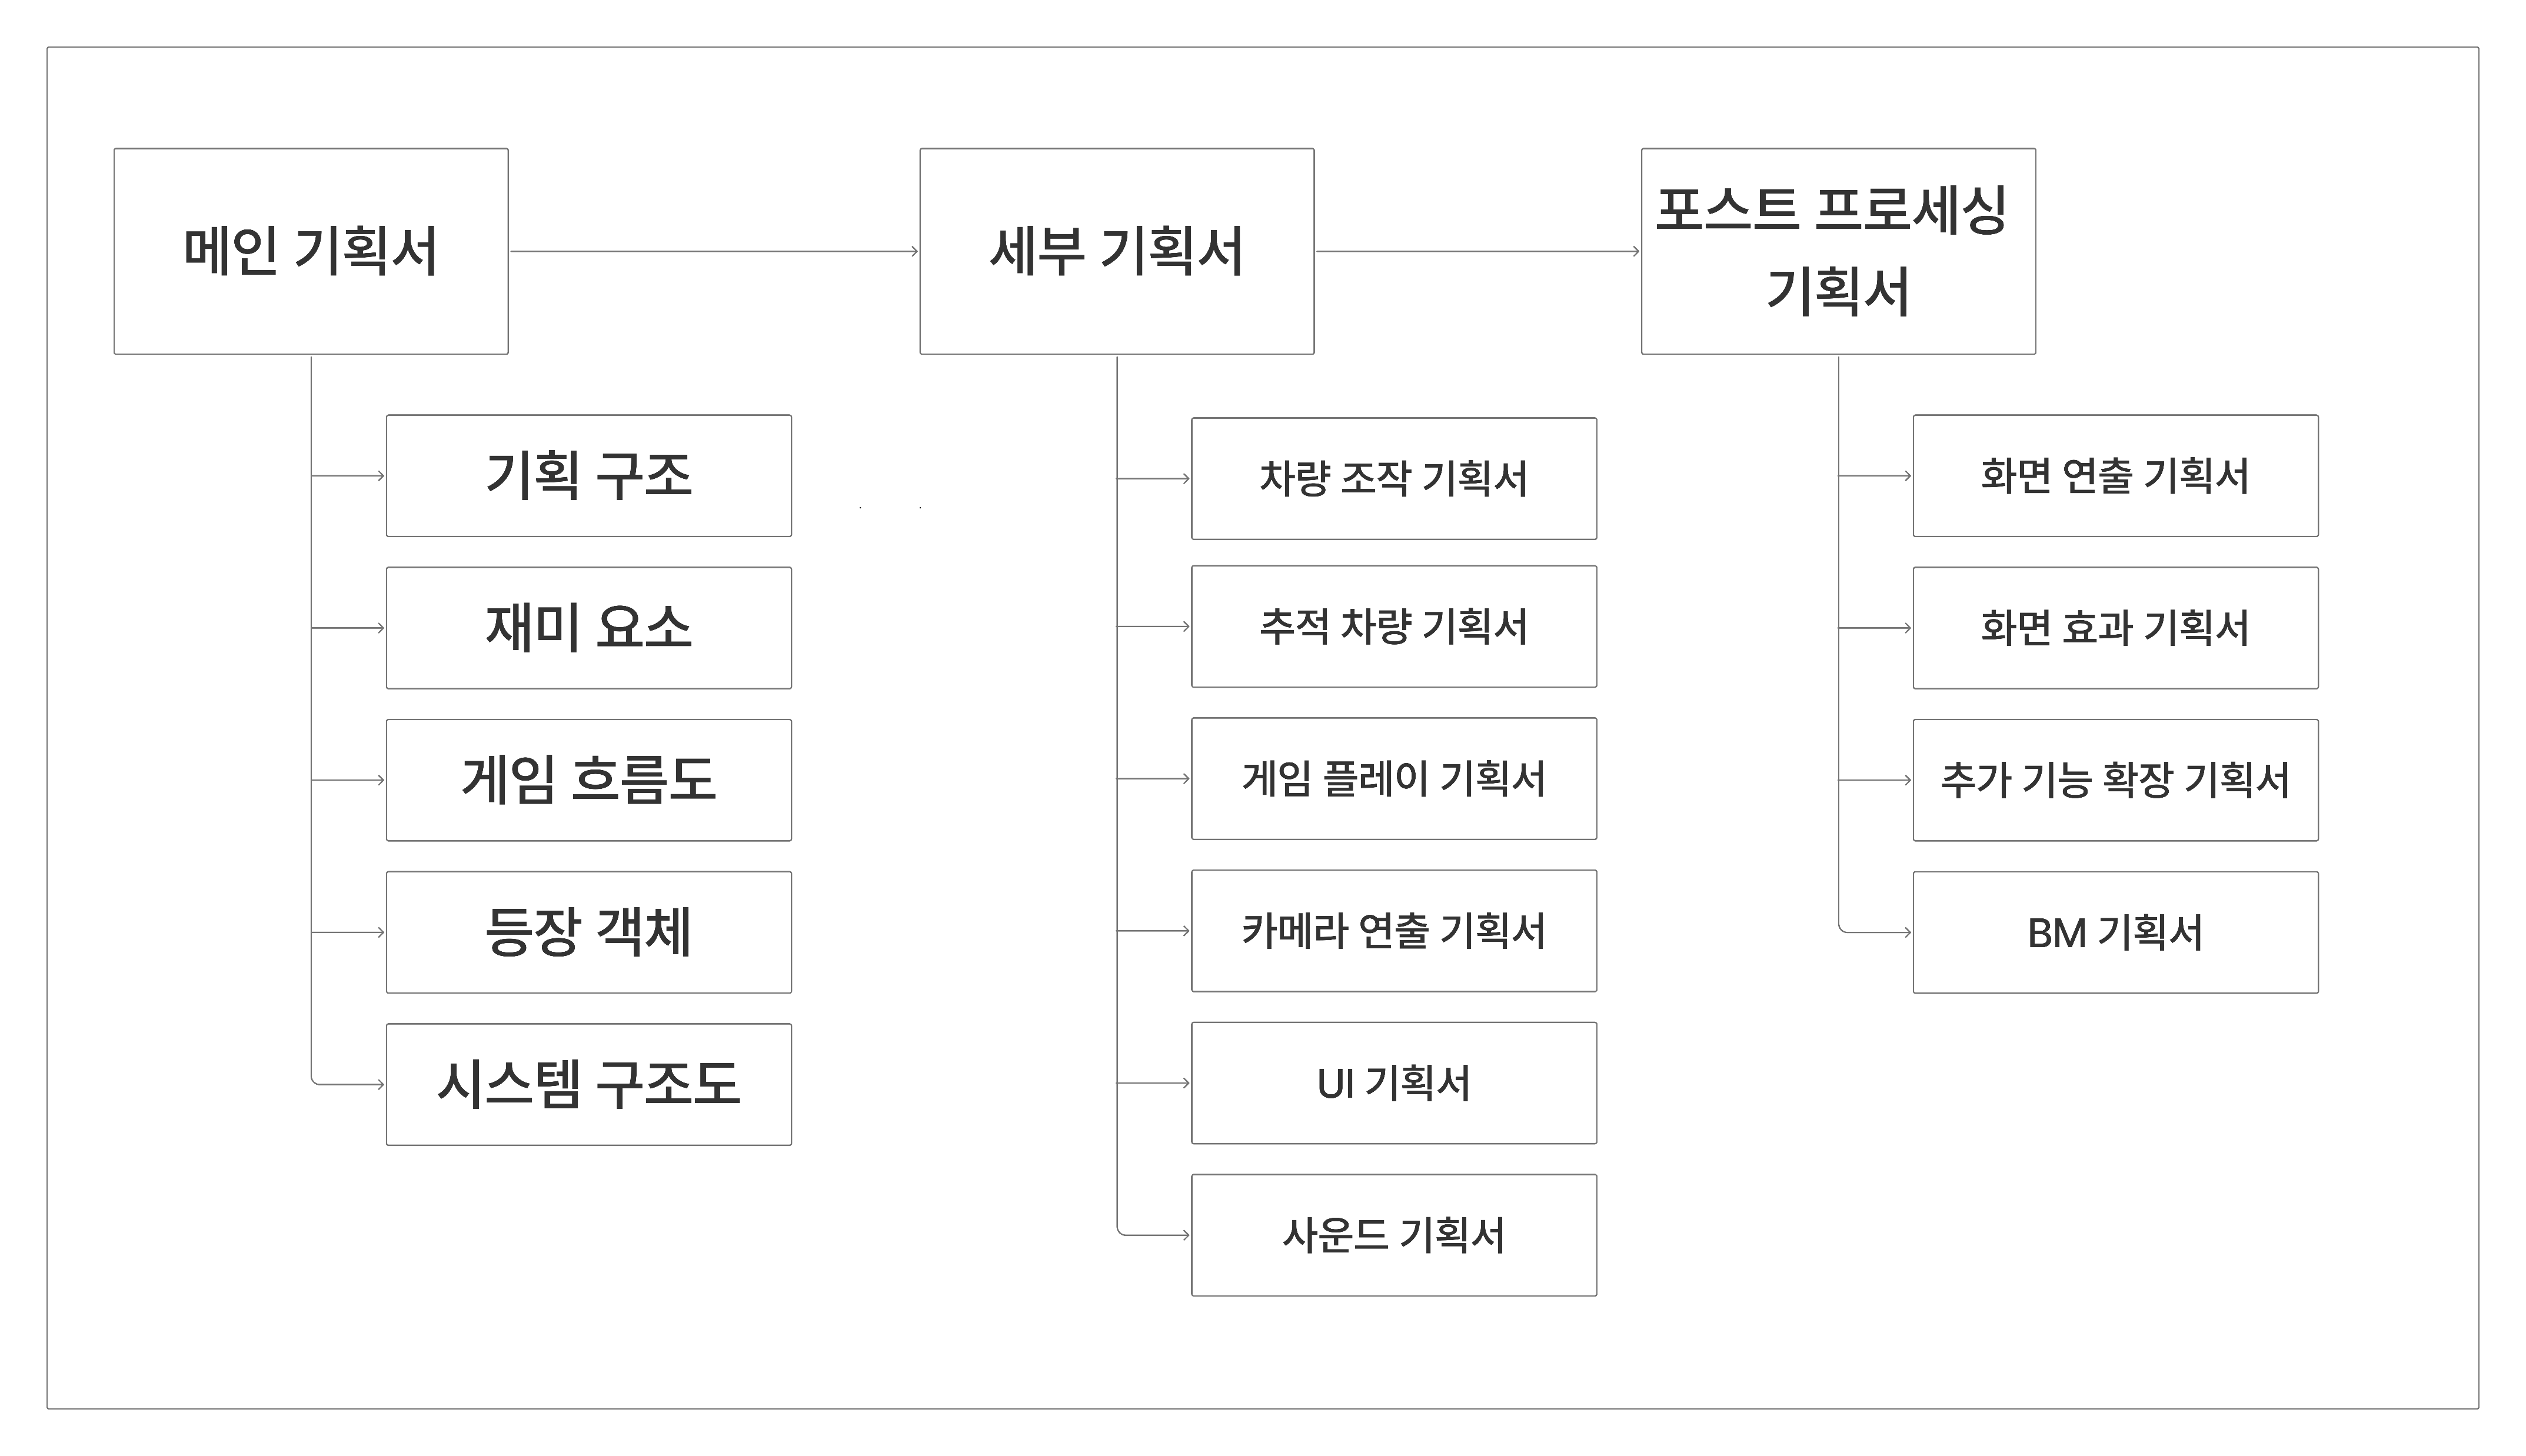 메인 기획서
세부 기획서
포스트 프로세싱
기획서
기획 구조
재미 요소
게임 흐름도
등장 객체
시스템 구조도
차량 조작 기획서
추적 차량 기획서
게임 플레이 기획서
카메라 연출 기획서
UI 기획서
사운드 기획서
화면 연출 기획서
화면 효과 기획서
추가 기능 확장 기획서
BM 기획서